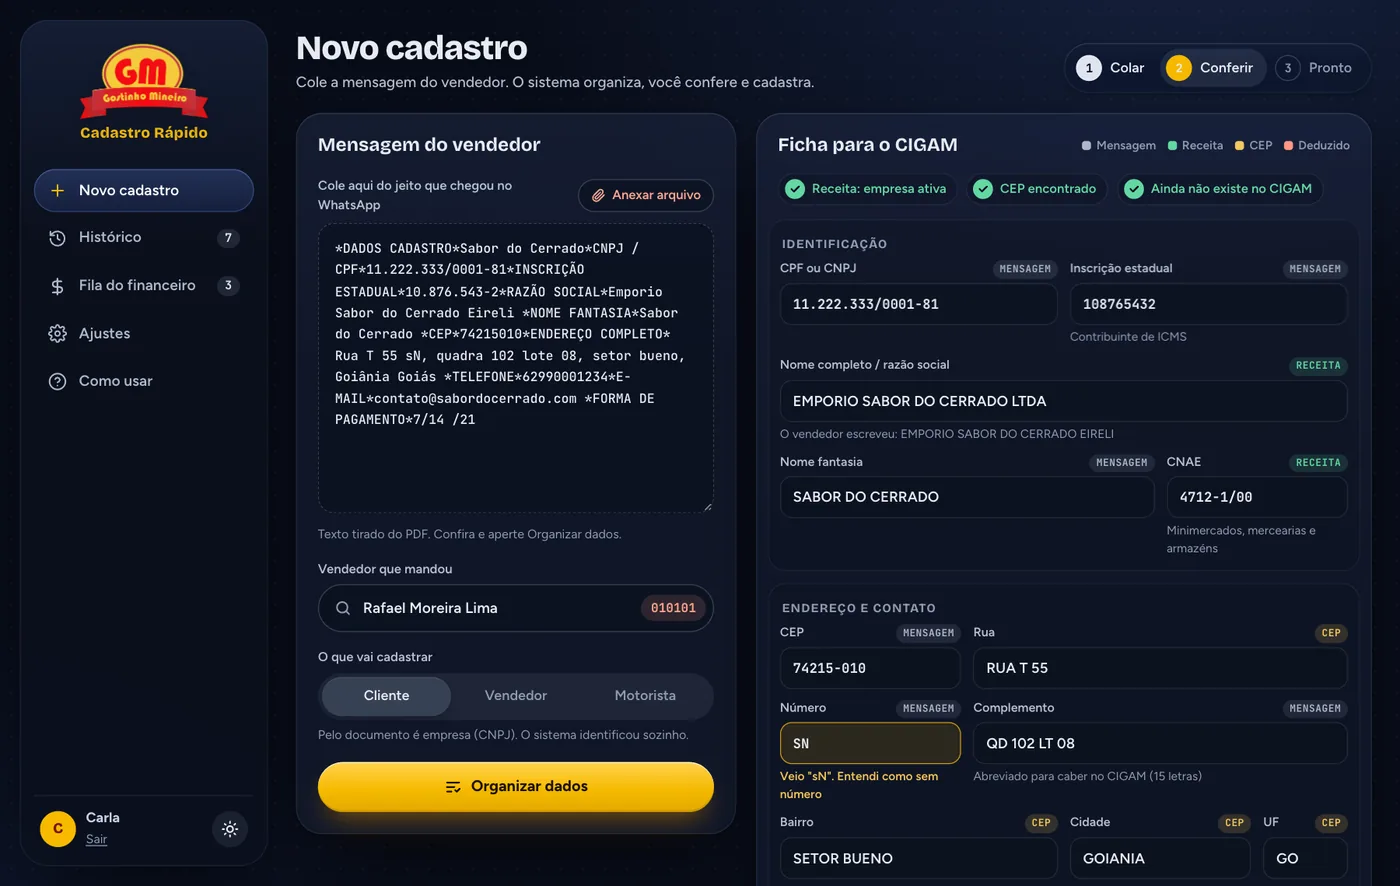 GM
Gostinho Mineiro
Cadastro Rápido
Novo cadastro
Histórico 7
Fila do financeiro 3
Ajustes
Como usar
C
Carla
Sair
Novo cadastro
Cole a mensagem do vendedor. O sistema organiza, você confere e cadastra.
1 Colar 2 Conferir 3 Pronto
Mensagem do vendedor
Cole aqui do jeito que chegou no
WhatsApp
Anexar arquivo
*DADOS CADASTRO*Sabor do Cerrado*CNPJ /
CPF*11.222.333/0001-81*INSCRIÇÃO
ESTADUAL*10.876.543-2*RAZÃO SOCIAL*Emporio
Sabor do Cerrado Eireli *NOME FANTASIA*Sabor
do Cerrado *CEP*74215010*ENDEREÇO COMPLETO*
Rua T 55 sN, quadra 102 lote 08, setor bueno,
Goiânia Goiás *TELEFONE*62990001234*E-
MAIL*contato@sabordocerrado.com *FORMA DE
PAGAMENTO*7/14 /21
Texto tirado do PDF. Confira e aperte Organizar dados.
Vendedor que mandou
Rafael Moreira Lima 010101
O que vai cadastrar
Cliente Vendedor Motorista
Pelo documento é empresa (CNPJ). O sistema identificou sozinho.
Organizar dados
Ficha para o CIGAM
Mensagem Receita CEP Deduzido
Receita: empresa ativa CEP encontrado Ainda não existe no CIGAM
IDENTIFICAÇÃO
CPF ou CNPJ MENSAGEM Inscrição estadual MENSAGEM
11.222.333/0001-81 108765432
Contribuinte de ICMS
Nome completo / razão social RECEITA
EMPORIO SABOR DO CERRADO LTDA
O vendedor escreveu: EMPORIO SABOR DO CERRADO EIRELI
Nome fantasia MENSAGEM CNAE RECEITA
SABOR DO CERRADO 4712-1/00
Minimercados, mercearias e
armazéns
ENDEREÇO E CONTATO
CEP MENSAGEM Rua CEP
74215-010 RUA T 55
Número MENSAGEM Complemento MENSAGEM
SN QD 102 LT 08
Veio "sN". Entendi como sem
número
Abreviado para caber no CIGAM (15 letras)
Bairro CEP Cidade CEP UF CEP
SETOR BUENO GOIANIA GO